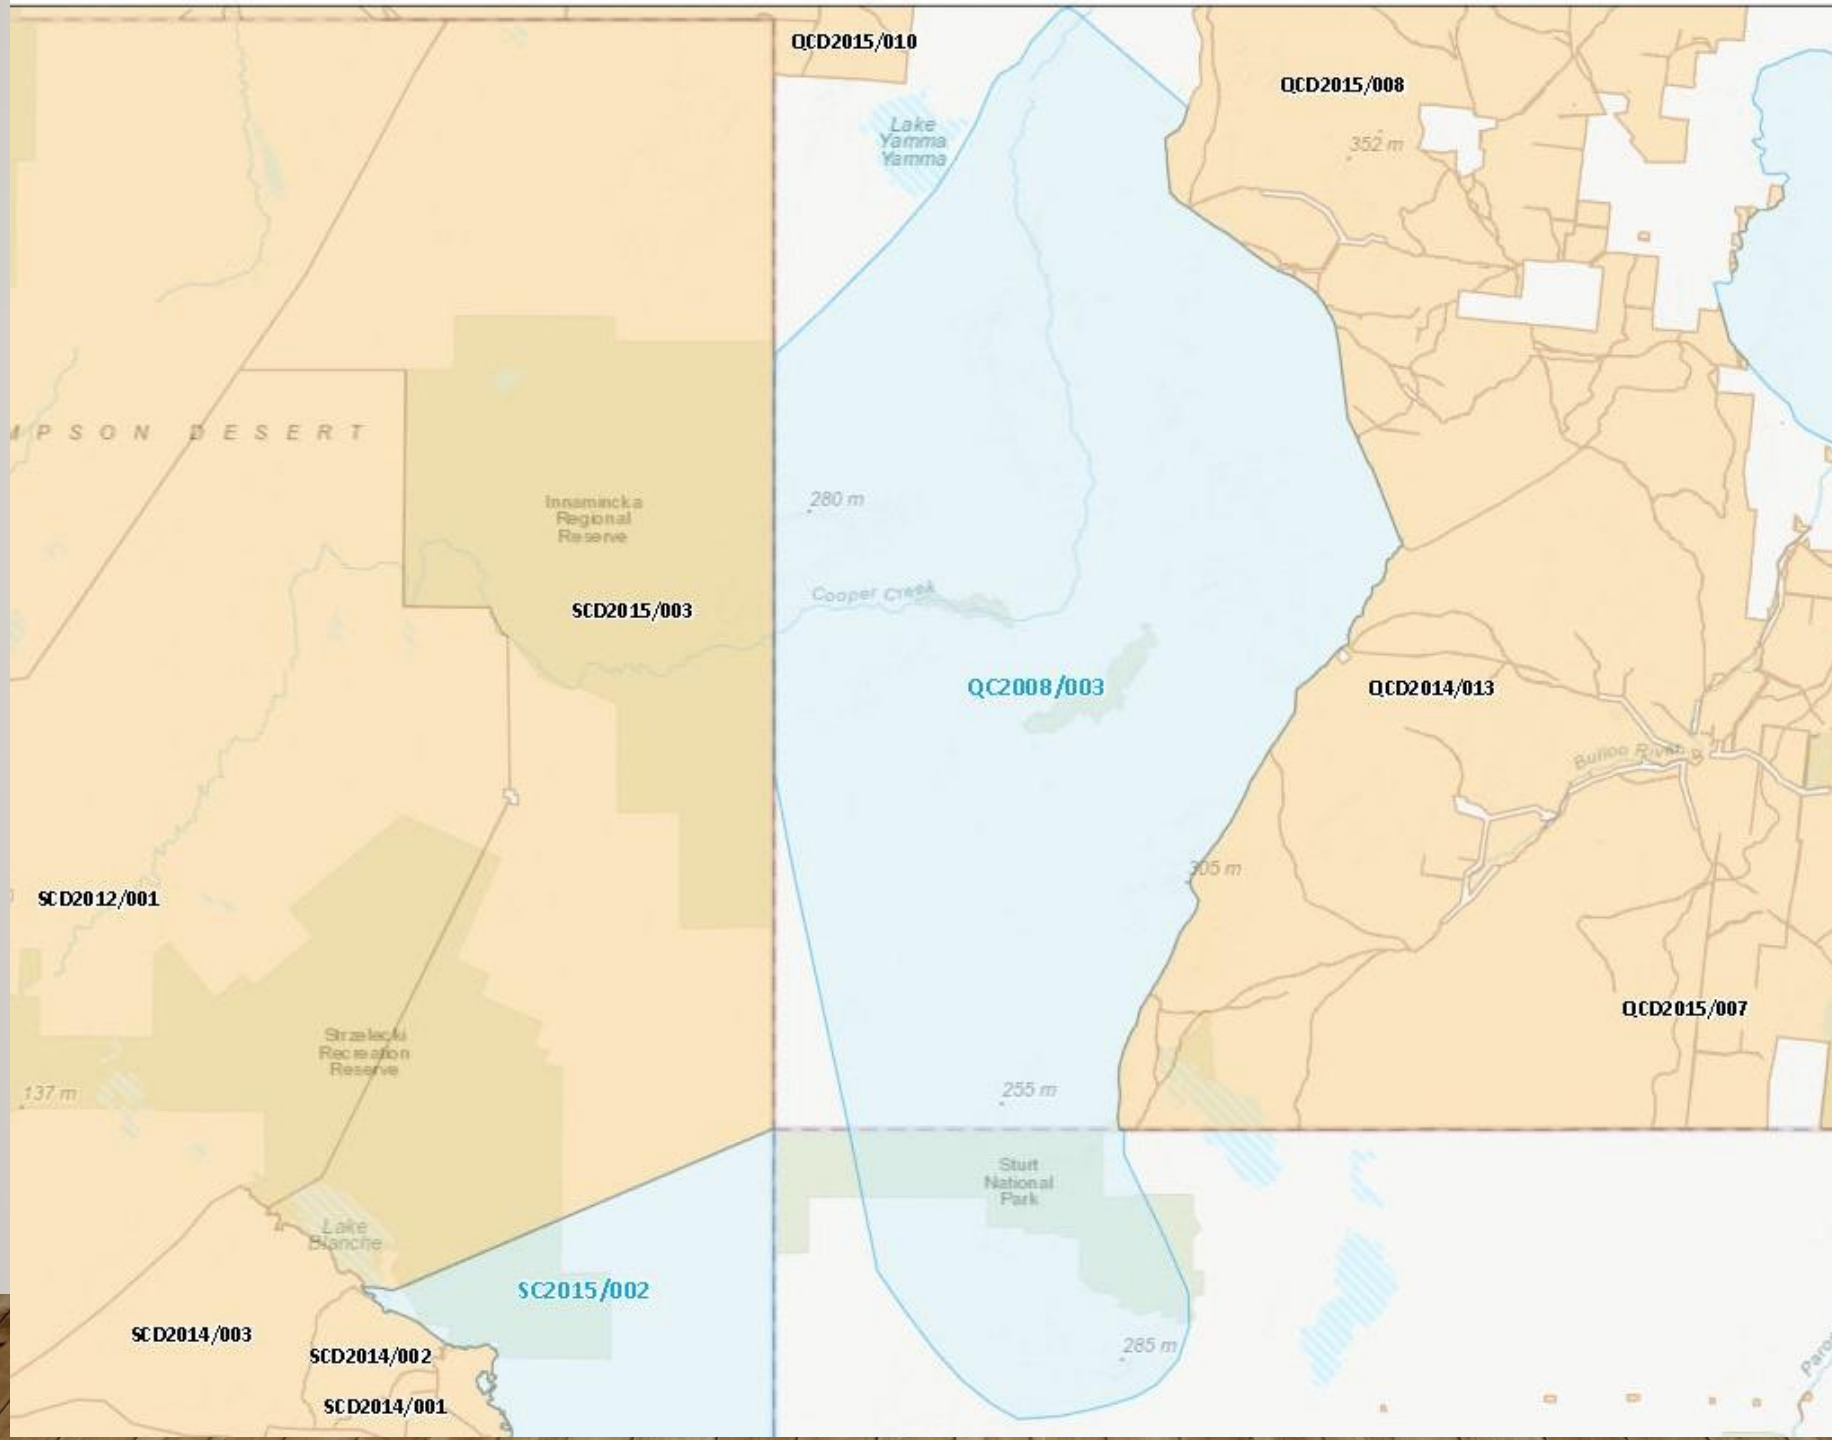 QCD2015/010
QCD2015/008
Lake
Yamma
Yamma
352 m
MPSON DESERT
280 m
Innamincka
Regional
Reserve
Cooper Creek
SCD2015/003
QC2008/003
QCD2014/013
Bulloo River
305 m
SCD2012/001
QCD2015/007
Strzelecki
Recreation
Reserve
137 m
255 m
Sturt
National
Park
Lake
Blanche
SC2015/002
SCD2014/003
SCD2014/002
285 m
SCD2014/001
Paroo